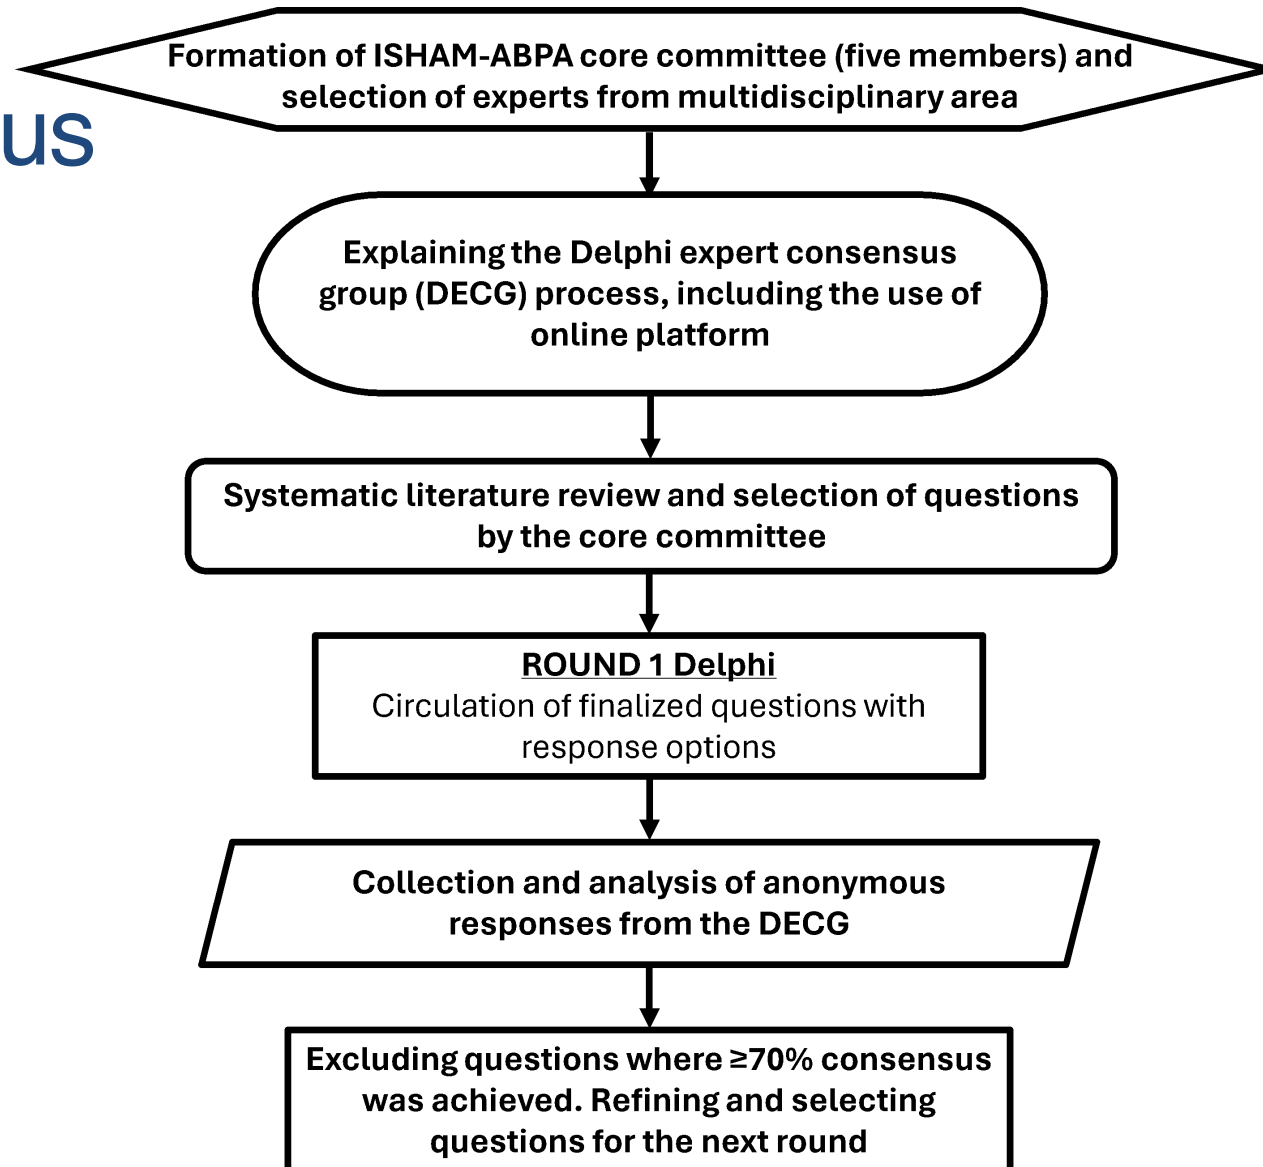 Formation of ISHAM-ABPA core committee (five members) and
selection of experts from multidisciplinary area
us
Explaining the Delphi expert consensus
group (DECG) process, including the use of
online platform
Systematic literature review and selection of questions
by the core committee
ROUND 1 Delphi
Circulation of finalized questions with
response options
Collection and analysis of anonymous
responses from the DECG
Excluding questions where ≥70% consensus
was achieved. Refining and selecting
questions for the next round